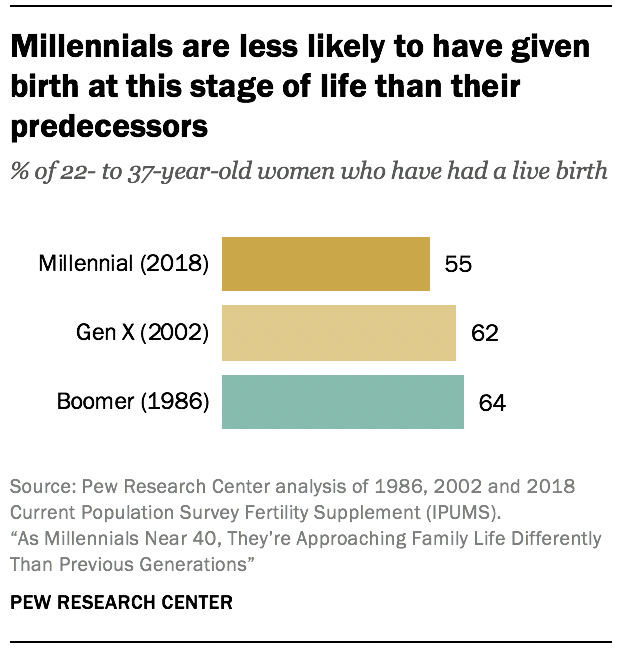 Millennials are less likely to have given
birth at this stage of life than their
predecessors
% of 22- to 37-year-old women who have had a live birth
Millennial (2018) 55
Gen X (2002) 62
Boomer (1986) 64
Source: Pew Research Center analysis of 1986, 2002 and 2018
Current Population Survey Fertility Supplement (IPUMS).
“As Millennials Near 40, They’re Approaching Family Life Differently
Than Previous Generations”
PEW RESEARCH CENTER